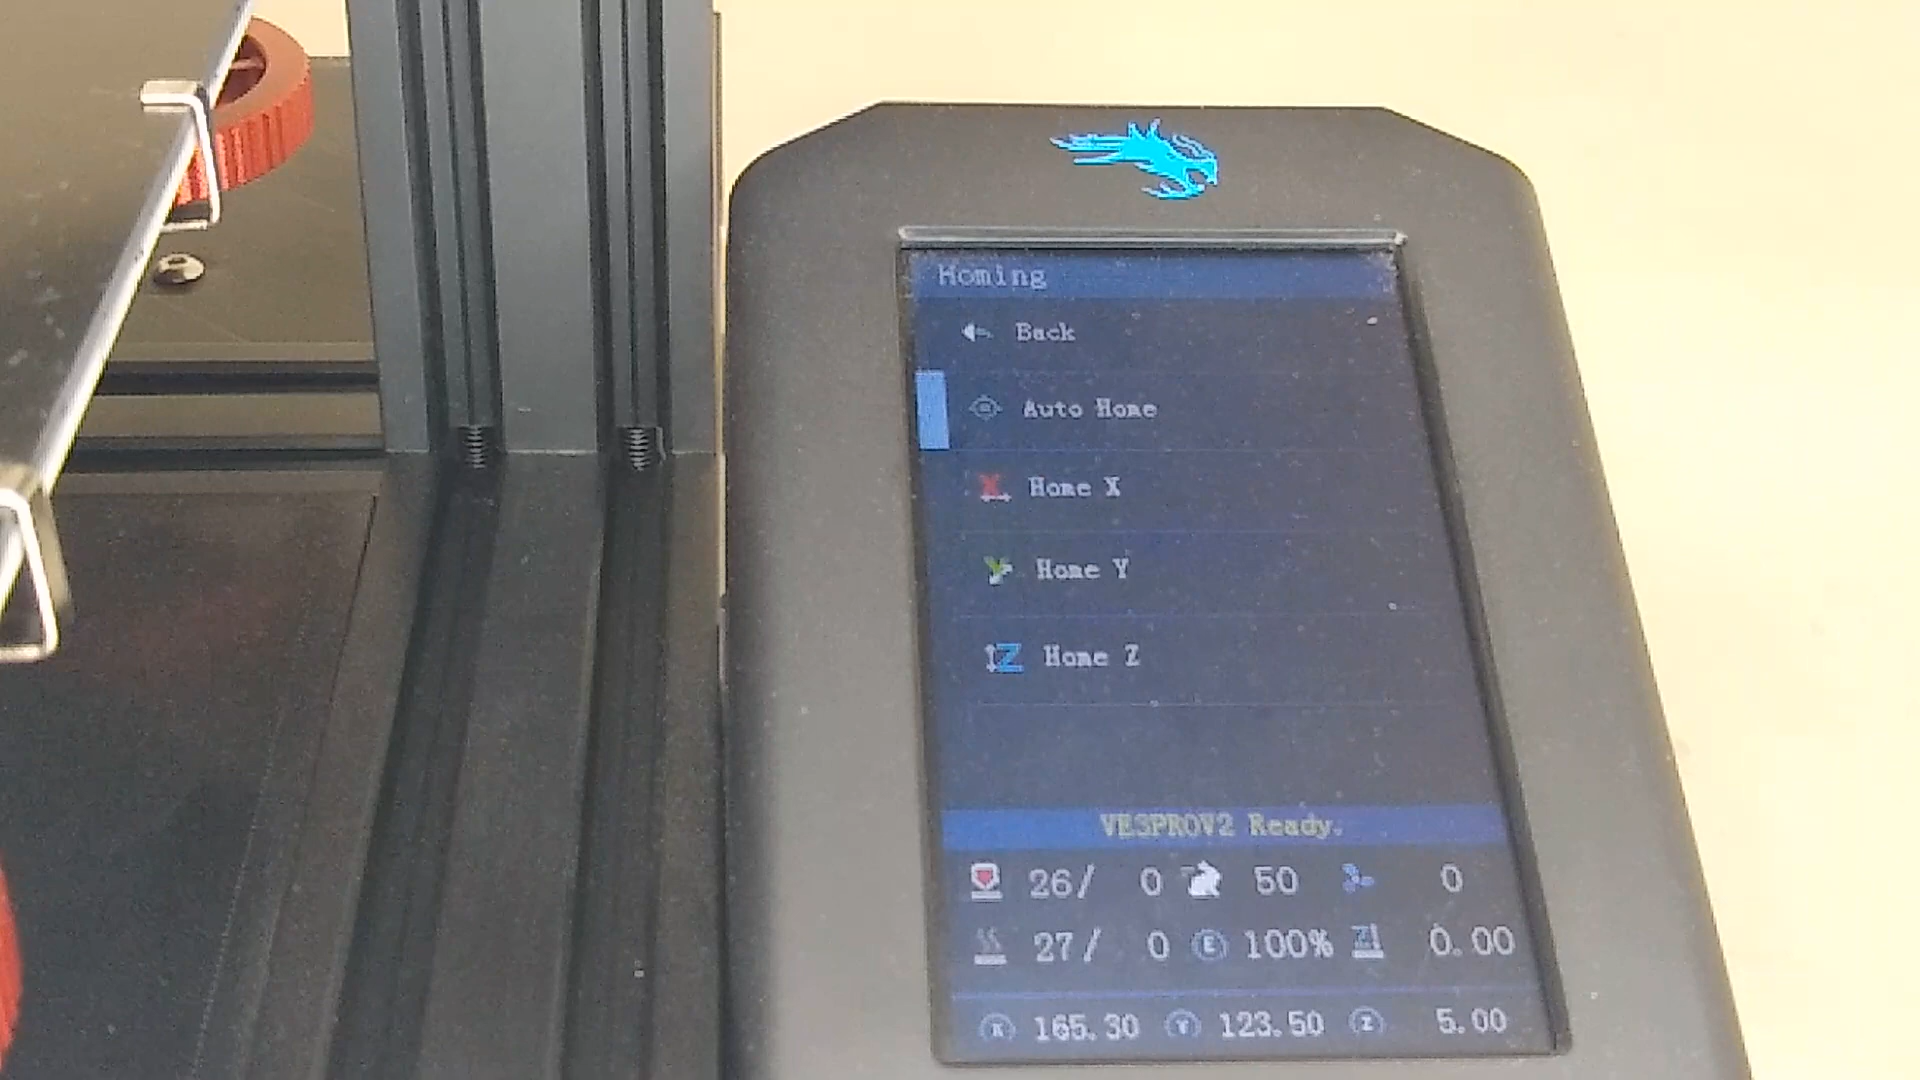 Homing
Back
Auto Home
Home X
Home Y
Z Home Z
VE3PROV2 Ready.
26/ 0 50 0
27/ 0 E 100% Z 0.00
X 165.30 Y 123.50 Z 5.00